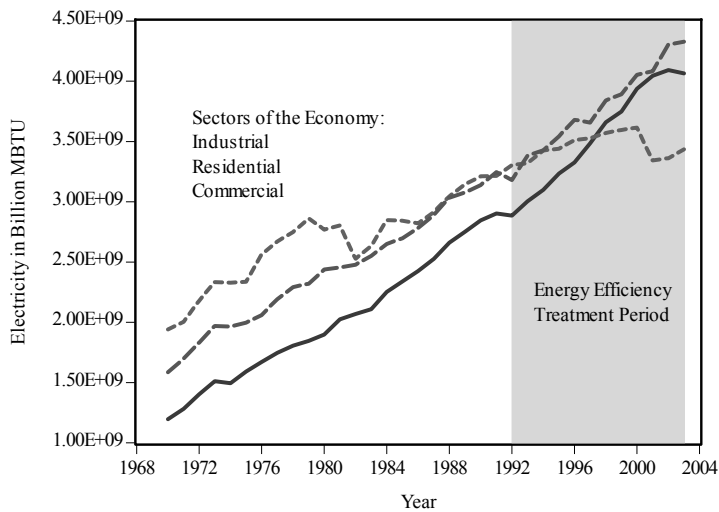 4.50E+09
4.00E+09
3.50E+09
3.00E+09
2.50E+09
2.00E+09
1.50E+09
1.00E+09
Electricity in Billion MBTU
Sectors of the Economy:
Industrial
Residential
Commercial
Energy Efficiency
Treatment Period
1968 1972 1976 1980 1984 1988 1992 1996 2000 2004
Year